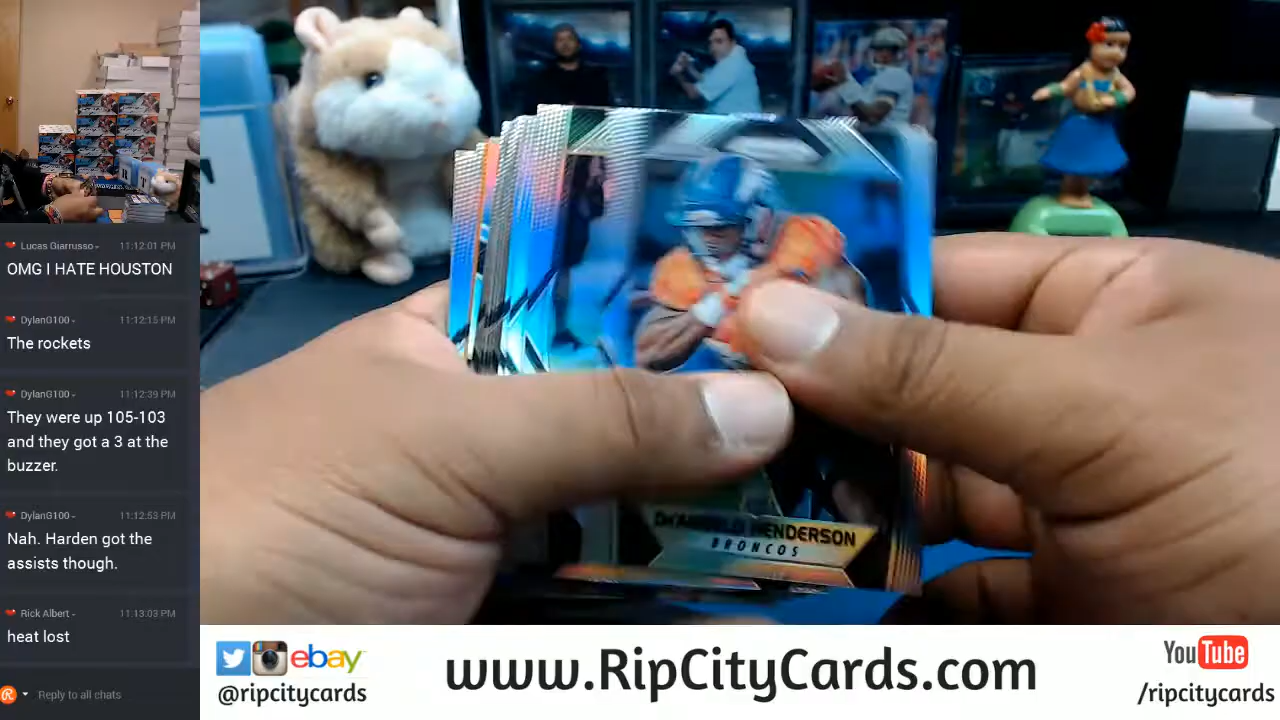 Lucas Giarrusso 11:12:01 PM
OMG I HATE HOUSTON
DylanG100 11:12:15 PM
The rockets
DylanG100 11:12:39 PM
They were up 105-103
and they got a 3 at the
buzzer.
DylanG100 11:12:53 PM
Nah. Harden got the
assists though.
Rick Albert 11:13:03 PM
heat lost
Reply to all chats
HENDERSON
BRONCOS
ebay
@ripcitycards
www.RipCityCards.com
YouTube
/ripcitycards